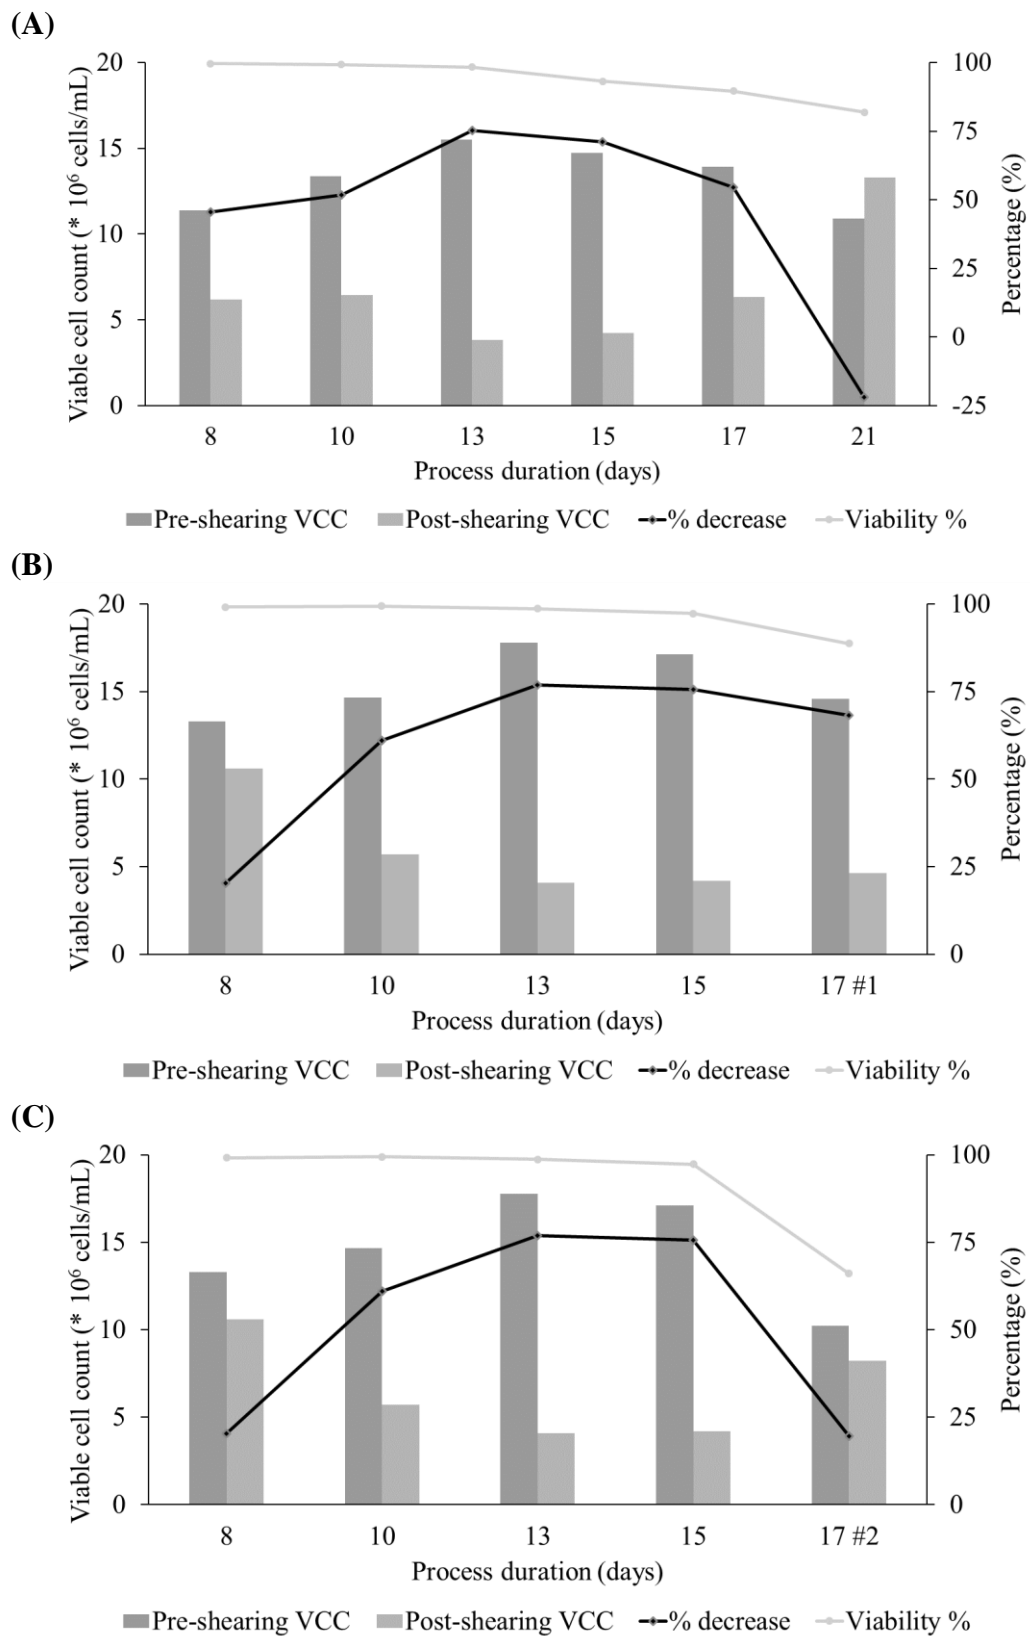 (A)
Viable cell count (* 10⁶ cells/mL)
20
15
10
5
0
100
75
50
25
0
-25
Percentage (%)
8 10 13 15 17 21
Process duration (days)
Pre-shearing VCC Post-shearing VCC % decrease Viability %
(B)
Viable cell count (* 10⁶ cells/mL)
20
15
10
5
0
100
75
50
25
0
Percentage (%)
8 10 13 15 17 #1
Process duration (days)
Pre-shearing VCC Post-shearing VCC % decrease Viability %
(C)
Viable cell count (* 10⁶ cells/mL)
20
15
10
5
0
100
75
50
25
0
Percentage (%)
8 10 13 15 17 #2
Process duration (days)
Pre-shearing VCC Post-shearing VCC % decrease Viability %